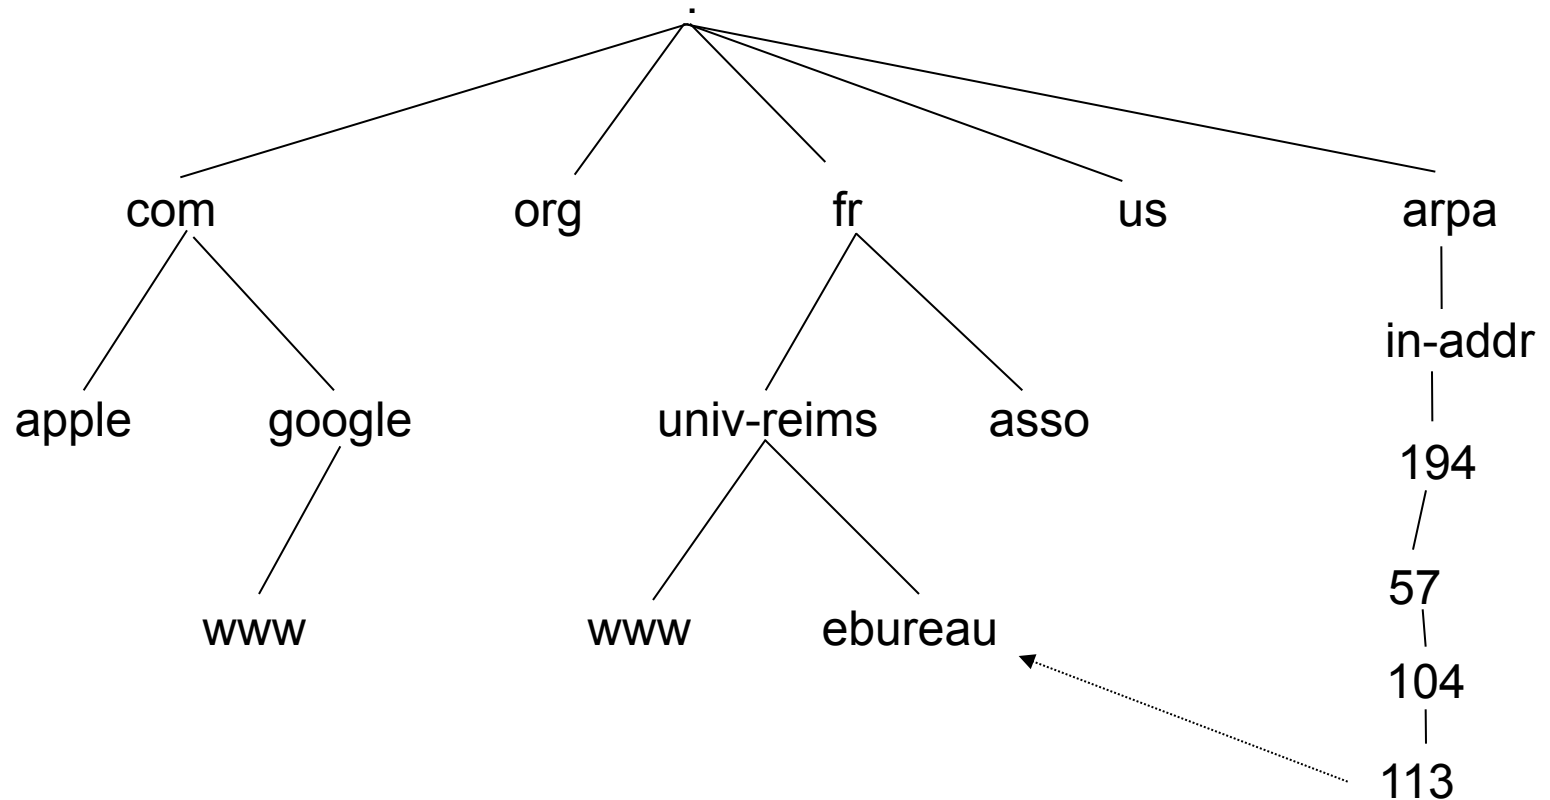 .
com org fr us arpa
in-addr
apple google univ-reims asso
194
57
www www ebureau
104
113